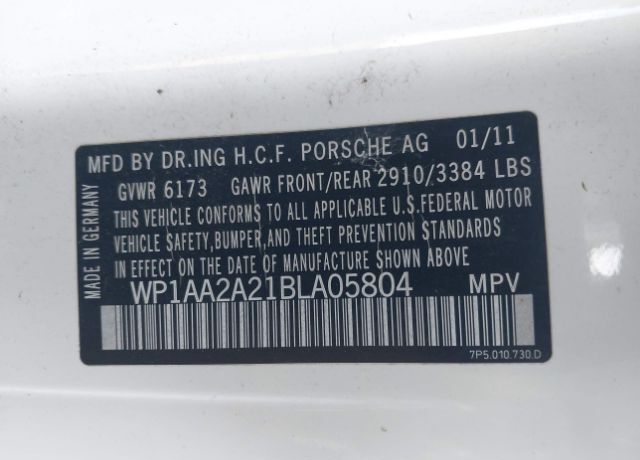 MFD BY DR.ING H.C.F. PORSCHE AG 01/11
GVWR 6173 GAWR FRONT/REAR 2910/3384 LBS
THIS VEHICLE CONFORMS TO ALL APPLICABLE U.S.FEDERAL MOTOR
VEHICLE SAFETY,BUMPER,AND THEFT PREVENTION STANDARDS
IN EFFECT ON THE DATE OF MANUFACTURE SHOWN ABOVE
WP1AA2A21BLA05804 MPV
7P5.010.730.D
MADE IN GERMANY